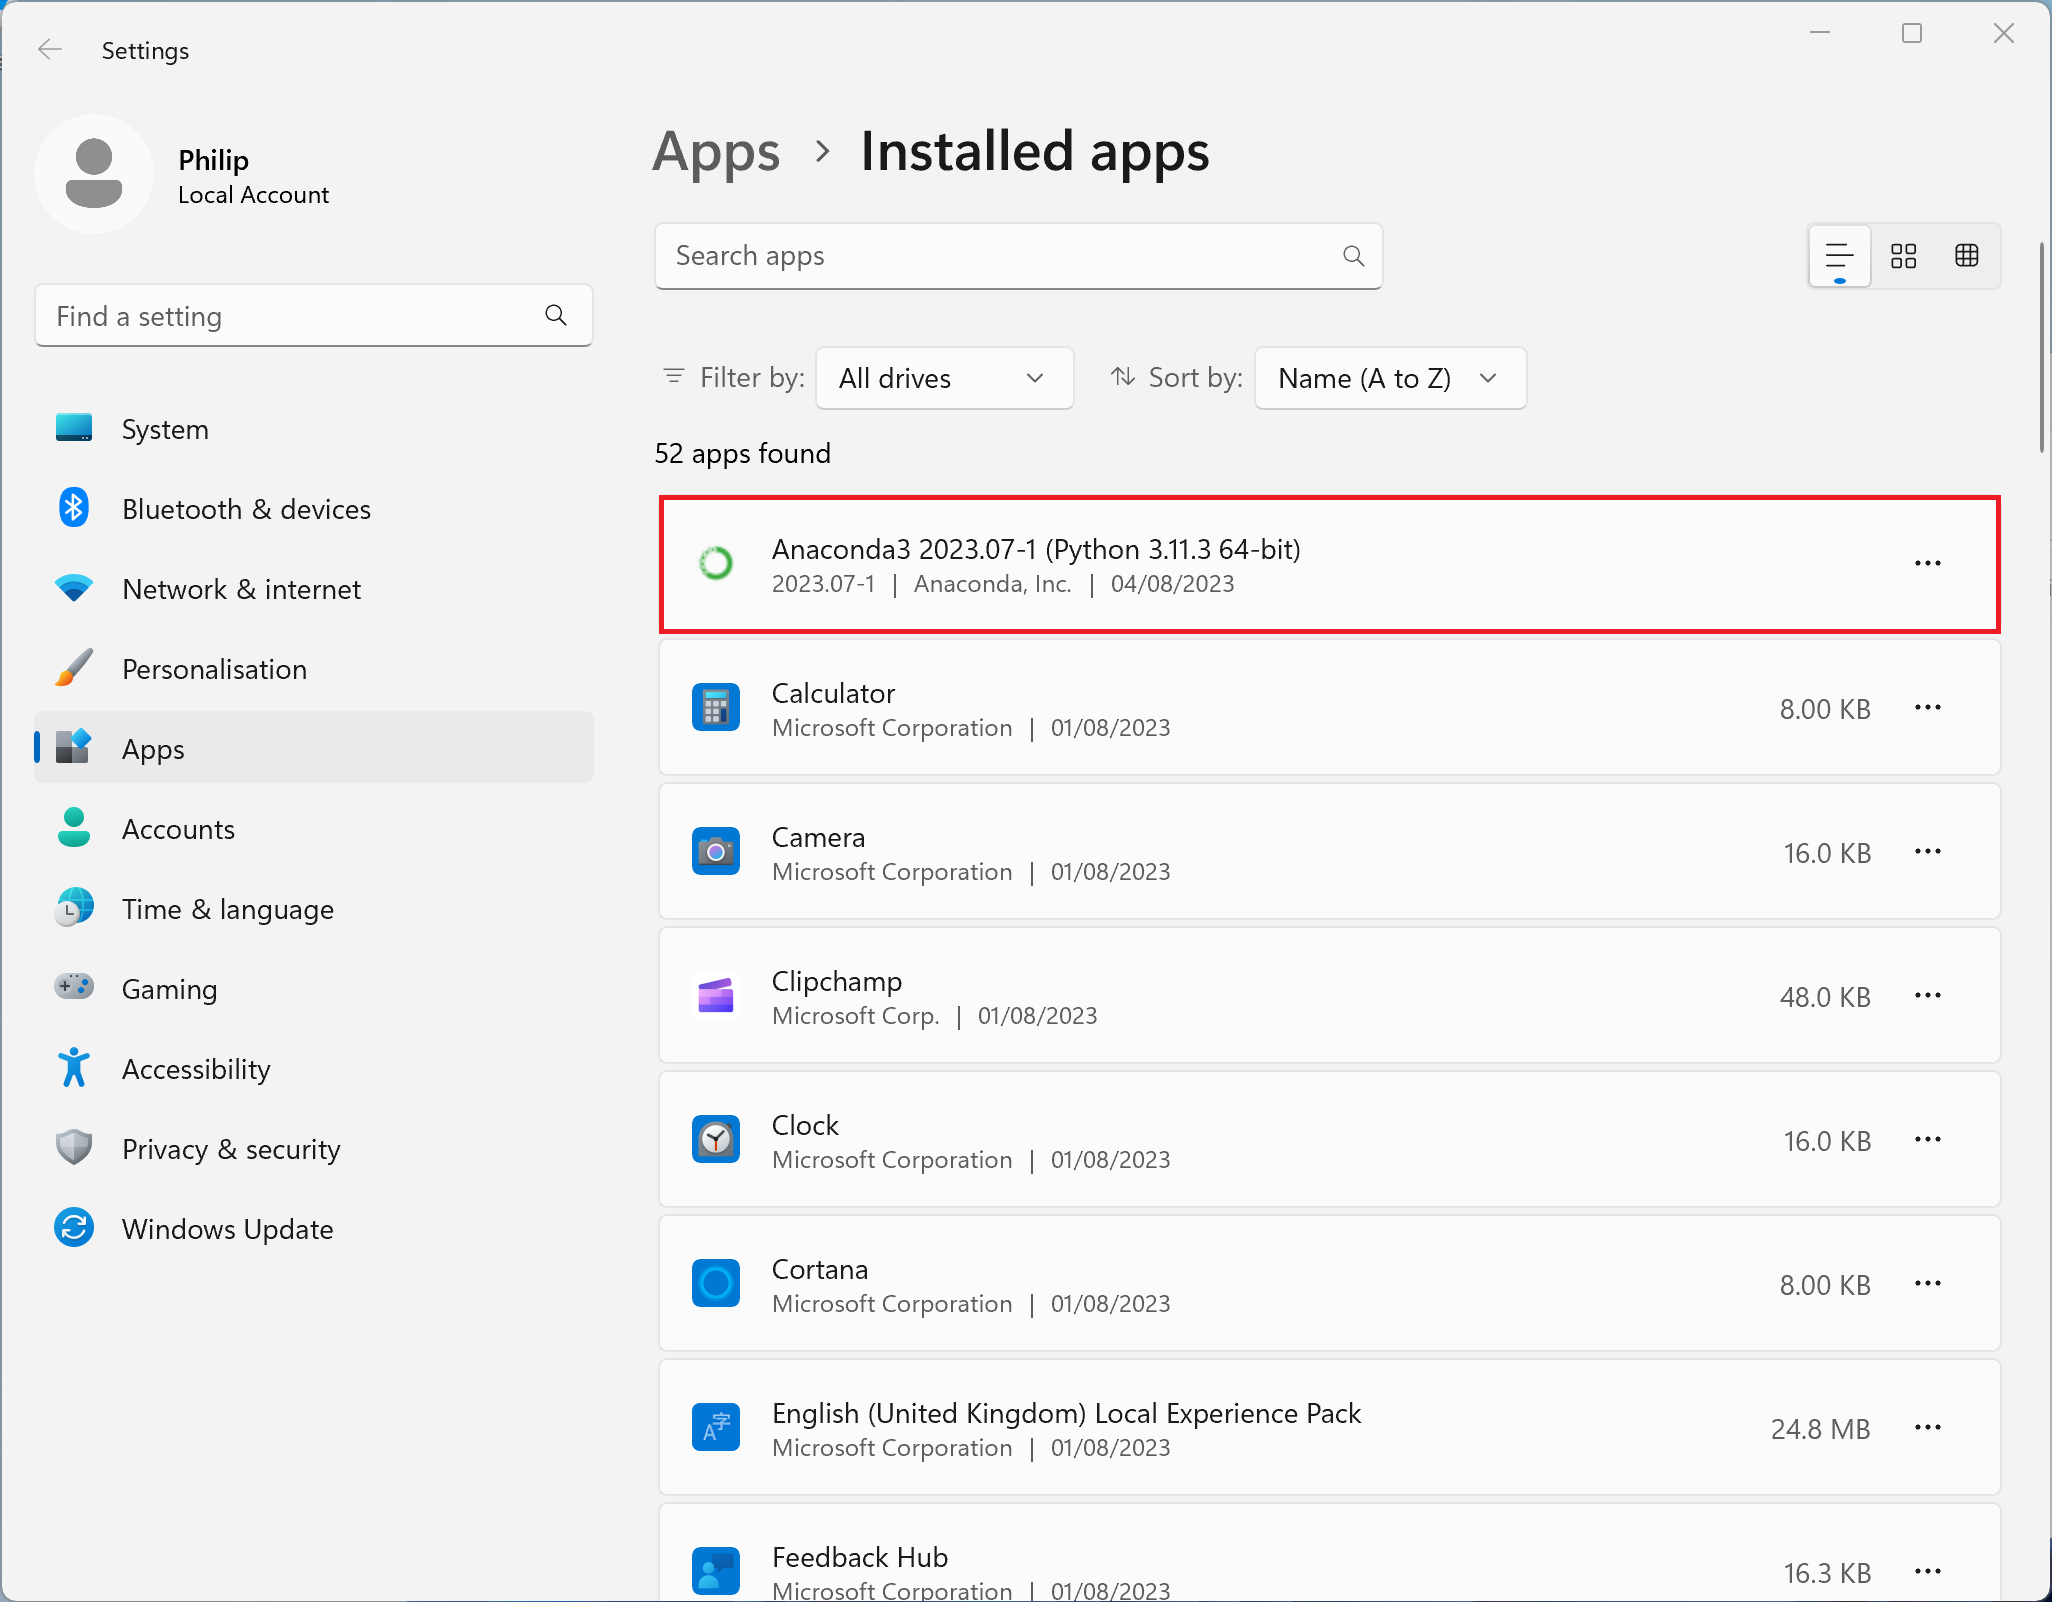 Settings
Philip
Local Account
Find a setting
System
Bluetooth & devices
Network & internet
Personalisation
Apps
Accounts
Time & language
Gaming
Accessibility
Privacy & security
Windows Update
Apps > Installed apps
Search apps
Filter by: All drives Sort by: Name (A to Z)
52 apps found
Anaconda3 2023.07-1 (Python 3.11.3 64-bit)
2023.07-1 | Anaconda, Inc. | 04/08/2023
Calculator
Microsoft Corporation | 01/08/2023
8.00 KB
Camera
Microsoft Corporation | 01/08/2023
16.0 KB
Clipchamp
Microsoft Corp. | 01/08/2023
48.0 KB
Clock
Microsoft Corporation | 01/08/2023
16.0 KB
Cortana
Microsoft Corporation | 01/08/2023
8.00 KB
English (United Kingdom) Local Experience Pack
Microsoft Corporation | 01/08/2023
24.8 MB
Feedback Hub
Microsoft Corporation | 01/08/2023
16.3 KB